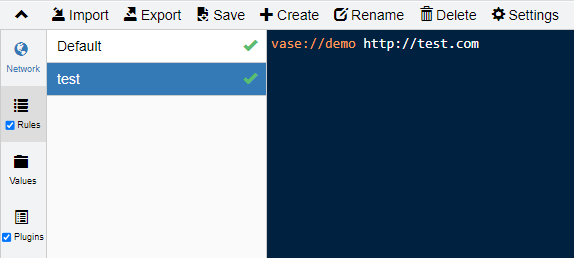 Import Export Save Create Rename Delete Settings
Network
Default
test
vase://demo http://test.com
Rules
Values
Plugins